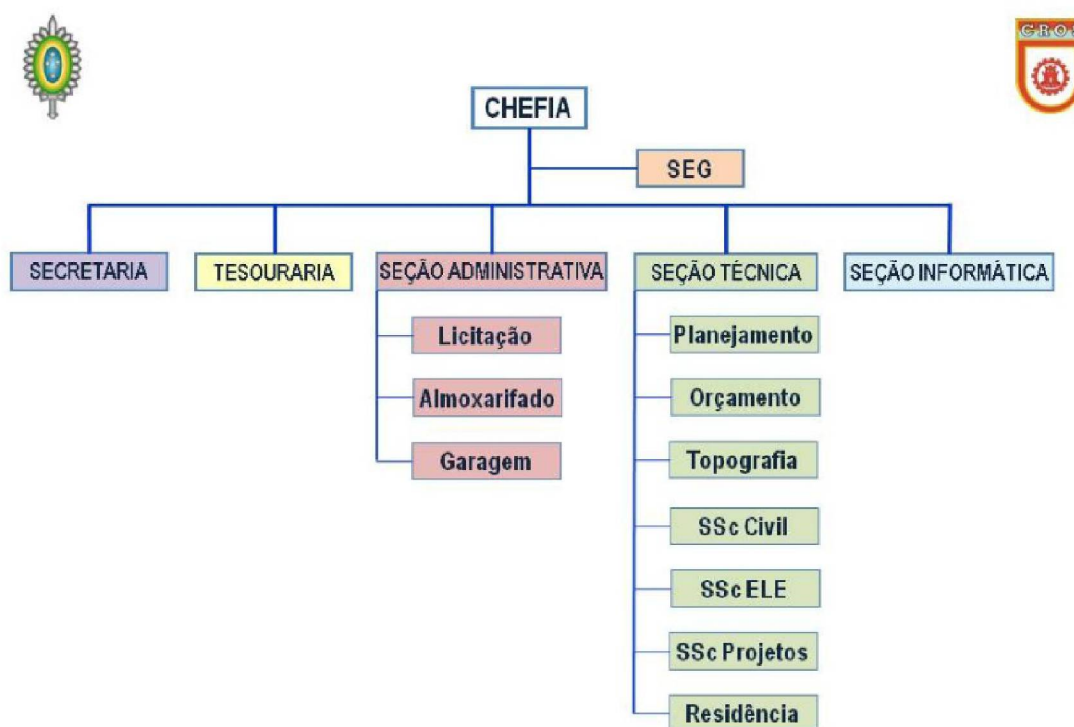 CHEFIA
SEG
SECRETARIA
TESOURARIA
SEÇÃO ADMINISTRATIVA
SEÇÃO TÉCNICA
SEÇÃO INFORMÁTICA
Licitação
Almoxarifado
Garagem
Planejamento
Orçamento
Topografia
SSc Civil
SSc ELE
SSc Projetos
Residência